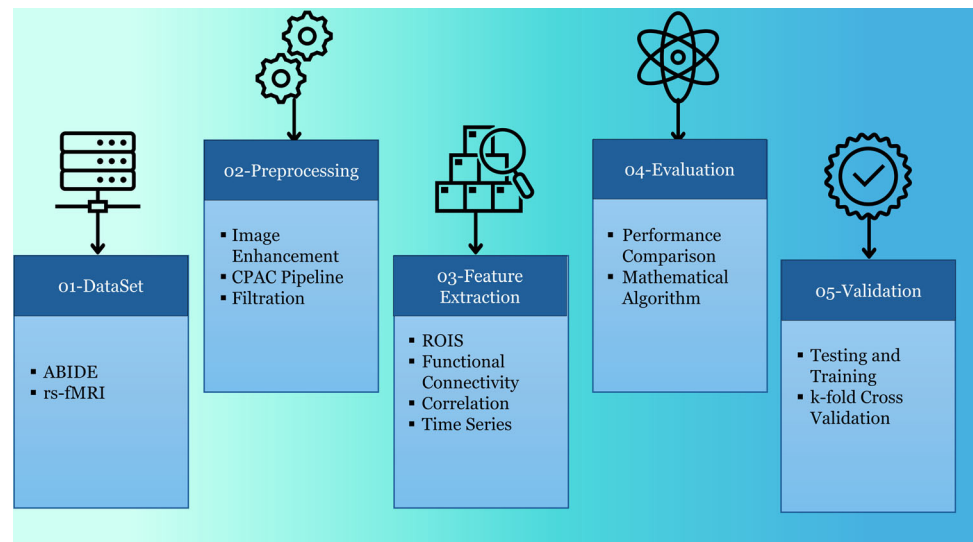 01-DataSet
▪ ABIDE
▪ rs-fMRI
02-Preprocessing
▪ Image
Enhancement
▪ CPAC Pipeline
▪ Filtration
03-Feature
Extraction
▪ ROIS
▪ Functional
Connectivity
▪ Correlation
▪ Time Series
04-Evaluation
▪ Performance
Comparison
▪ Mathematical
Algorithm
05-Validation
▪ Testing and
Training
▪ k-fold Cross
Validation